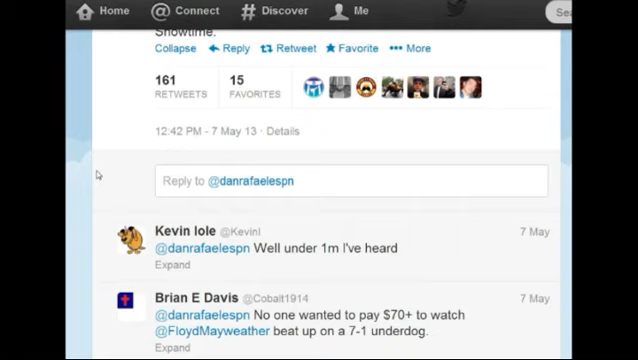 Home Connect Discover Me Sea
Showtime.
Collapse Reply Retweet Favorite More
161 15
RETWEETS FAVORITES
12:42 PM - 7 May 13 · Details
Reply to @danrafaelespn
Kevin Iole @KevinI 7 May
@danrafaelespn Well under 1m I've heard
Expand
Brian E Davis @Cobalt1914 7 May
@danrafaelespn No one wanted to pay $70+ to watch
@FloydMayweather beat up on a 7-1 underdog.
Expand